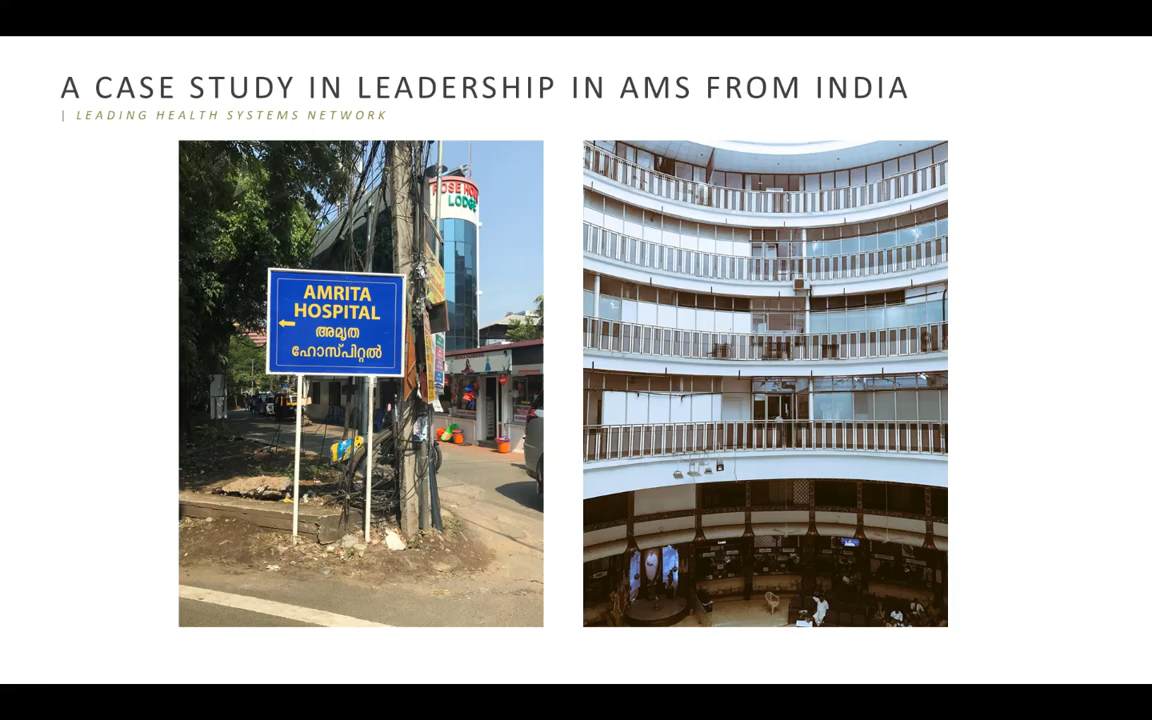 A CASE STUDY IN LEADERSHIP IN AMS FROM INDIA
| LEADING HEALTH SYSTEMS NETWORK
LODGE
AMRITA
HOSPITAL
അമൃത
ഹോസ്പിറ്റൽ